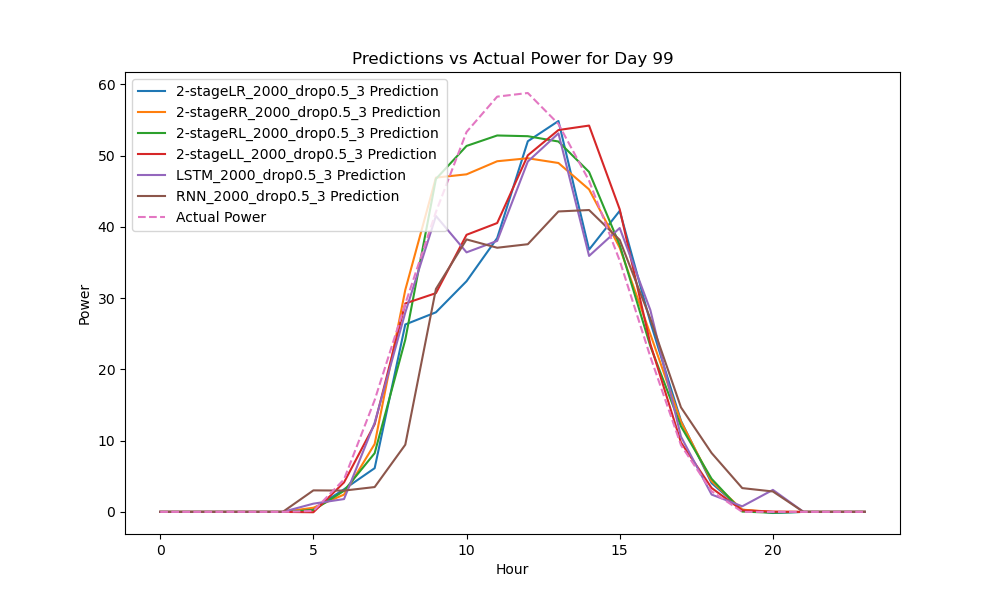 Predictions vs Actual Power for Day 99
2-stageLR_2000_drop0.5_3 Prediction
2-stageRR_2000_drop0.5_3 Prediction
2-stageRL_2000_drop0.5_3 Prediction
2-stageLL_2000_drop0.5_3 Prediction
LSTM_2000_drop0.5_3 Prediction
RNN_2000_drop0.5_3 Prediction
Actual Power
60
50
40
30
20
10
0
Power
0 5 10 15 20
Hour